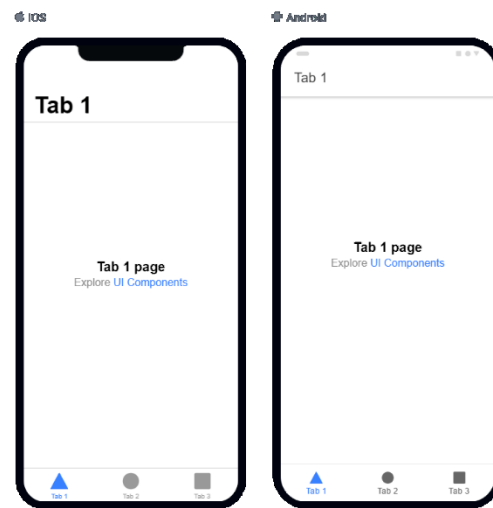 iOS
Tab 1
Tab 1 page
Explore UI Components
Tab 1 Tab 2 Tab 3
Android
Tab 1
Tab 1 page
Explore UI Components
Tab 1 Tab 2 Tab 3